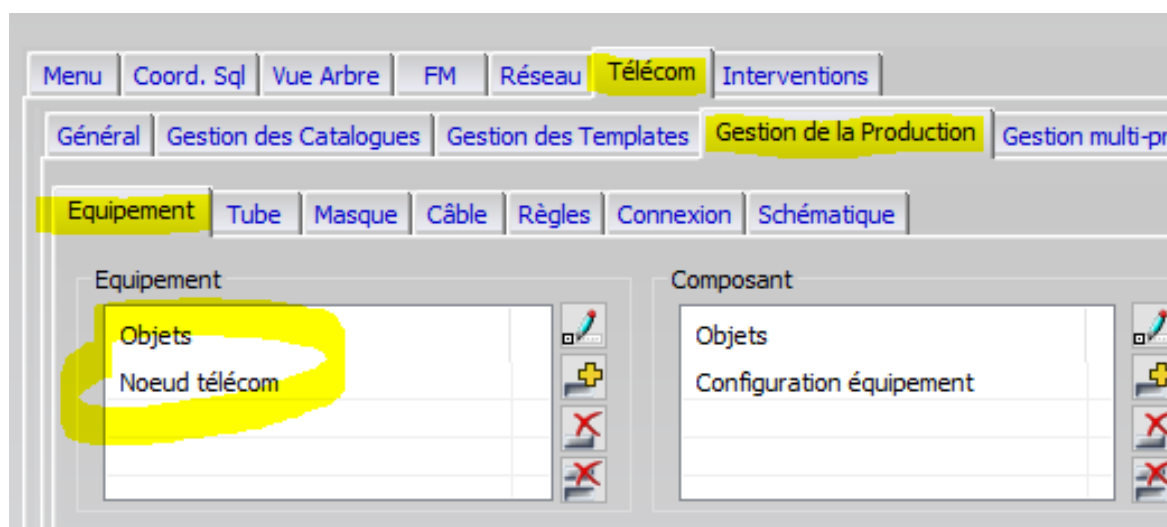 Menu Coord. Sql Vue Arbre FM Réseau Télécom Interventions
Général Gestion des Catalogues Gestion des Templates Gestion de la Production Gestion multi-pr
Equipement Tube Masque Câble Règles Connexion Schématique
Equipement Composant
Objets Objets
Noeud télécom Configuration équipement